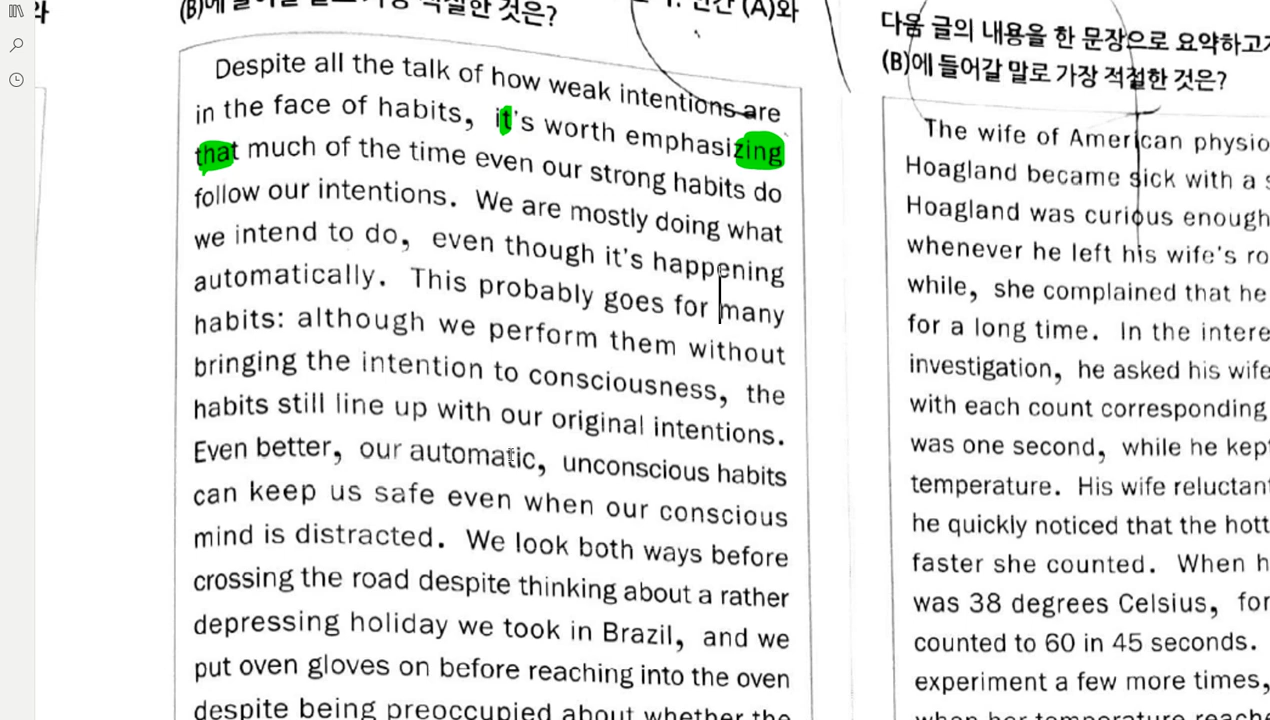 와
(B)에 들어갈 말로 가장 적절한 것은?
Despite all the talk of how weak intentions are
in the face of habits, it's worth emphasizing
that much of the time even our strong habits do
follow our intentions. We are mostly doing what
we intend to do, even though it's happening
automatically. This probably goes for many
habits: although we perform them without
bringing the intention to consciousness, the
habits still line up with our original intentions.
Even better, our automatic, unconscious habits
can keep us safe even when our conscious
mind is distracted. We look both ways before
crossing the road despite thinking about a rather
depressing holiday we took in Brazil, and we
put oven gloves on before reaching into the oven
despite being preoccupied about whether the
빈칸 (A)와
다음 글의 내용을 한 문장으로 요약하고
(B)에 들어갈 말로 가장 적절한 것은?
The wife of American physio
Hoagland became sick with a s
Hoagland was curious enough
whenever he left his wife's ro
while, she complained that he
for a long time. In the intere
investigation, he asked his wife
with each count corresponding
was one second, while he kept
temperature. His wife reluctant
he quickly noticed that the hott
faster she counted. When h
was 38 degrees Celsius, for
counted to 60 in 45 seconds.
experiment a few more times,
when her temperature reache